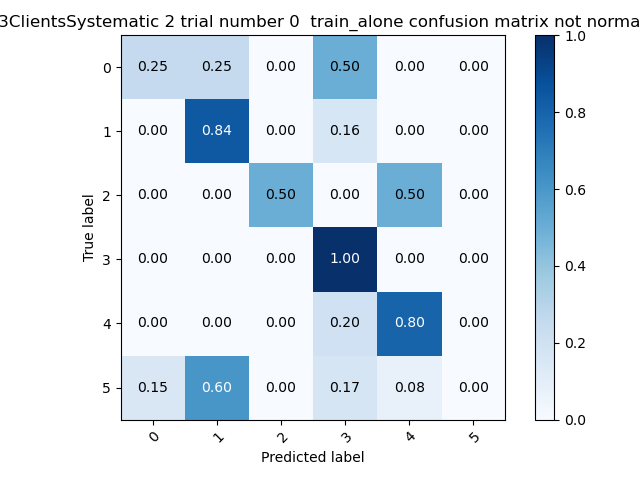 3ClientsSystematic 2 trial number 0 train_alone confusion matrix not norma
0 0.25 0.25 0.00 0.50 0.00 0.00
1 0.00 0.84 0.00 0.16 0.00 0.00
2 0.00 0.00 0.50 0.00 0.50 0.00
3 0.00 0.00 0.00 1.00 0.00 0.00
4 0.00 0.00 0.00 0.20 0.80 0.00
5 0.15 0.60 0.00 0.17 0.08 0.00
0 1 2 3 4 5
True label
Predicted label
1.0
0.8
0.6
0.4
0.2
0.0